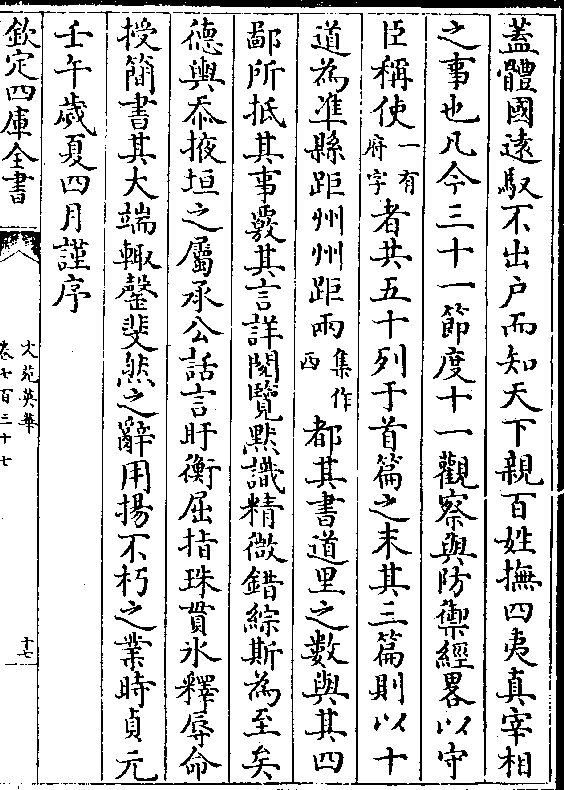 蓋體國逺馭不出户而知天下親百姓撫四夷真宰相
之事也凡今三十一節度十一觀察與防禦經畧以守
臣稱使一有府字者共五十列于首篇之末其三篇則以十
道為準縣距州州距兩集作西都其書道里之數與其四
鄙所抵其事覈其言詳閱覽黙識精微錯綜斯為至矣
德輿忝掖垣之屬承公話言盱衡屈指珠貫氷釋辱命
授簡書其大端輙罄斐然之辭用揚不朽之業時貞元
壬午歳夏四月謹序
欽定四庫全書
文苑英華
卷七百三十七
十七